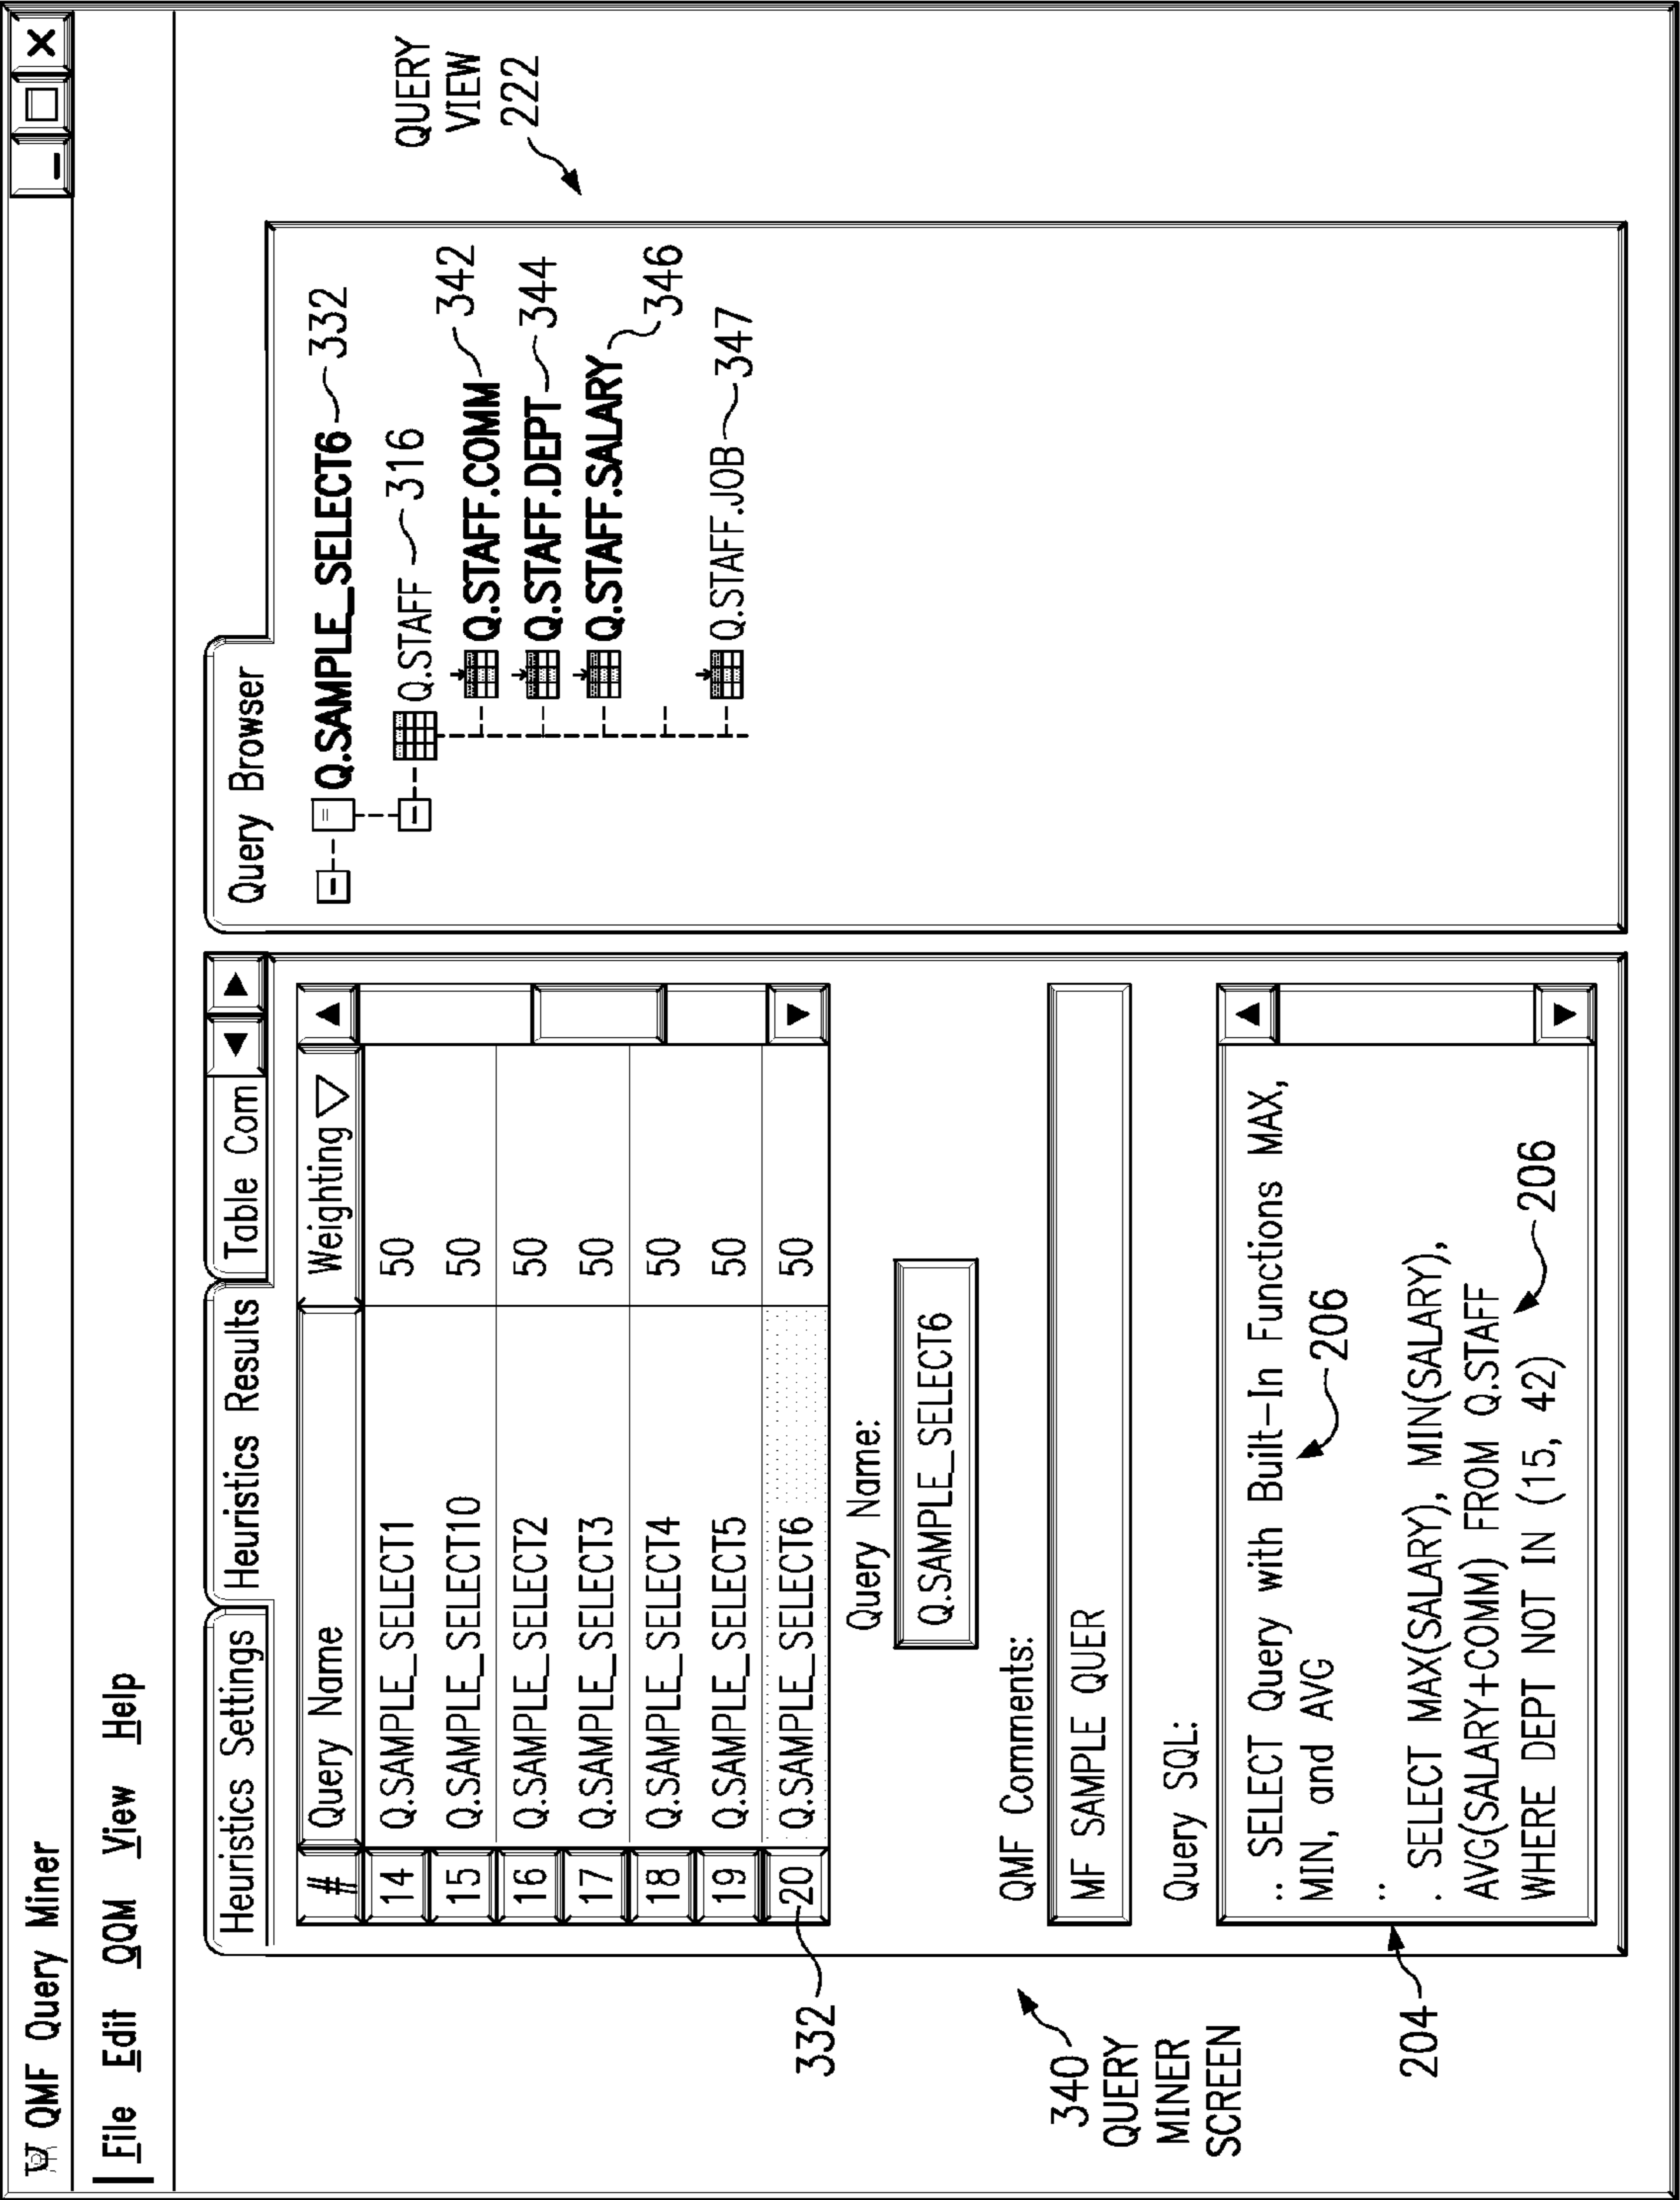 QMF Query Miner
File Edit QQM View Help
Heuristics Settings Heuristics Results Table Com
# Query Name Weighting
14 Q.SAMPLE_SELECT1 50
15 Q.SAMPLE_SELECT10 50
16 Q.SAMPLE_SELECT2 50
17 Q.SAMPLE_SELECT3 50
18 Q.SAMPLE_SELECT4 50
19 Q.SAMPLE_SELECT5 50
20 Q.SAMPLE_SELECT6 50
332
Query Name:
Q.SAMPLE_SELECT6
QMF Comments:
MF SAMPLE QUER
340
QUERY
MINER
SCREEN
Query SQL:
.. SELECT Query with Built-In Functions MAX,
MIN, and AVG
206
..
. SELECT MAX(SALARY), MIN(SALARY),
AVG(SALARY+COMM) FROM Q.STAFF
WHERE DEPT NOT IN (15, 42)
206
204
Query Browser
Q.SAMPLE_SELECT6 332
Q.STAFF 316
Q.STAFF.COMM 342
Q.STAFF.DEPT 344
Q.STAFF.SALARY 346
Q.STAFF.JOB 347
QUERY
VIEW
222